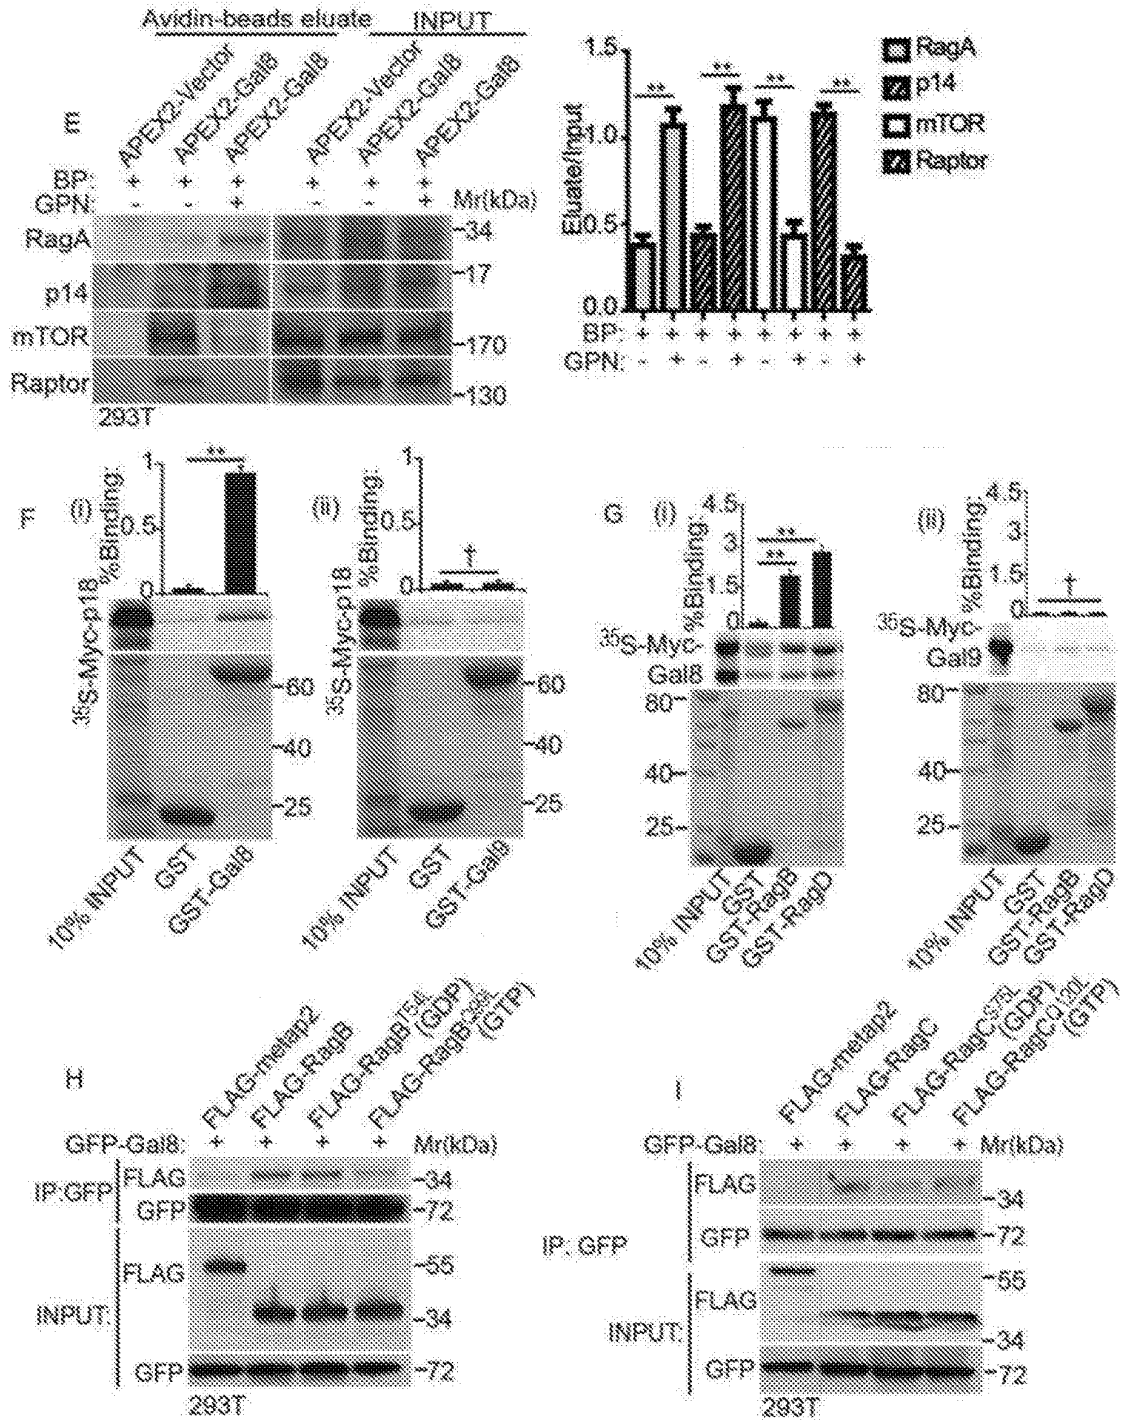 E
Avidin-beads eluate INPUT
APEX2-Vector APEX2-Gal8 APEX2-Gal8 APEX2-Vector APEX2-Gal8 APEX2-Gal8
BP: + + + + + +
GPN: - - + - - + Mr(kDa)
RagA 34
p14 17
mTOR 170
Raptor 130
293T
Eluate/Input
1.5
1.0
0.5
0.0
** ** ** **
BP: + + + + + + + +
GPN: - + - + - + - +
RagA
p14
mTOR
Raptor
F (i)
%Binding:
1
0.5
0
**
35S-Myc-p18
60
40
25
10% INPUT GST GST-Gal8
(ii)
%Binding:
1
0.5
0
†
35S-Myc-p18
60
40
25
10% INPUT GST GST-Gal9
G (i)
%Binding:
4.5
3
1.5
0
**
**
35S-Myc-
Gal8
80
40
25
10% INPUT GST GST-RagB GST-RagD
(ii)
%Binding:
4.5
3
1.5
0
†
35S-Myc-
Gal9
80
40
25
10% INPUT GST GST-RagB GST-RagD
H
FLAG-metap2 FLAG-RagB FLAG-RagBT54L (GDP) FLAG-RagBQ99L (GTP)
GFP-Gal8: + + + + Mr(kDa)
IP:GFP
FLAG 34
GFP 72
INPUT:
FLAG 55
34
GFP 72
293T
I
FLAG-metap2 FLAG-RagC FLAG-RagCS75L (GDP) FLAG-RagCQ120L (GTP)
GFP-Gal8: + + + + Mr(kDa)
IP: GFP
FLAG 34
GFP 72
INPUT:
FLAG 55
34
GFP 72
293T